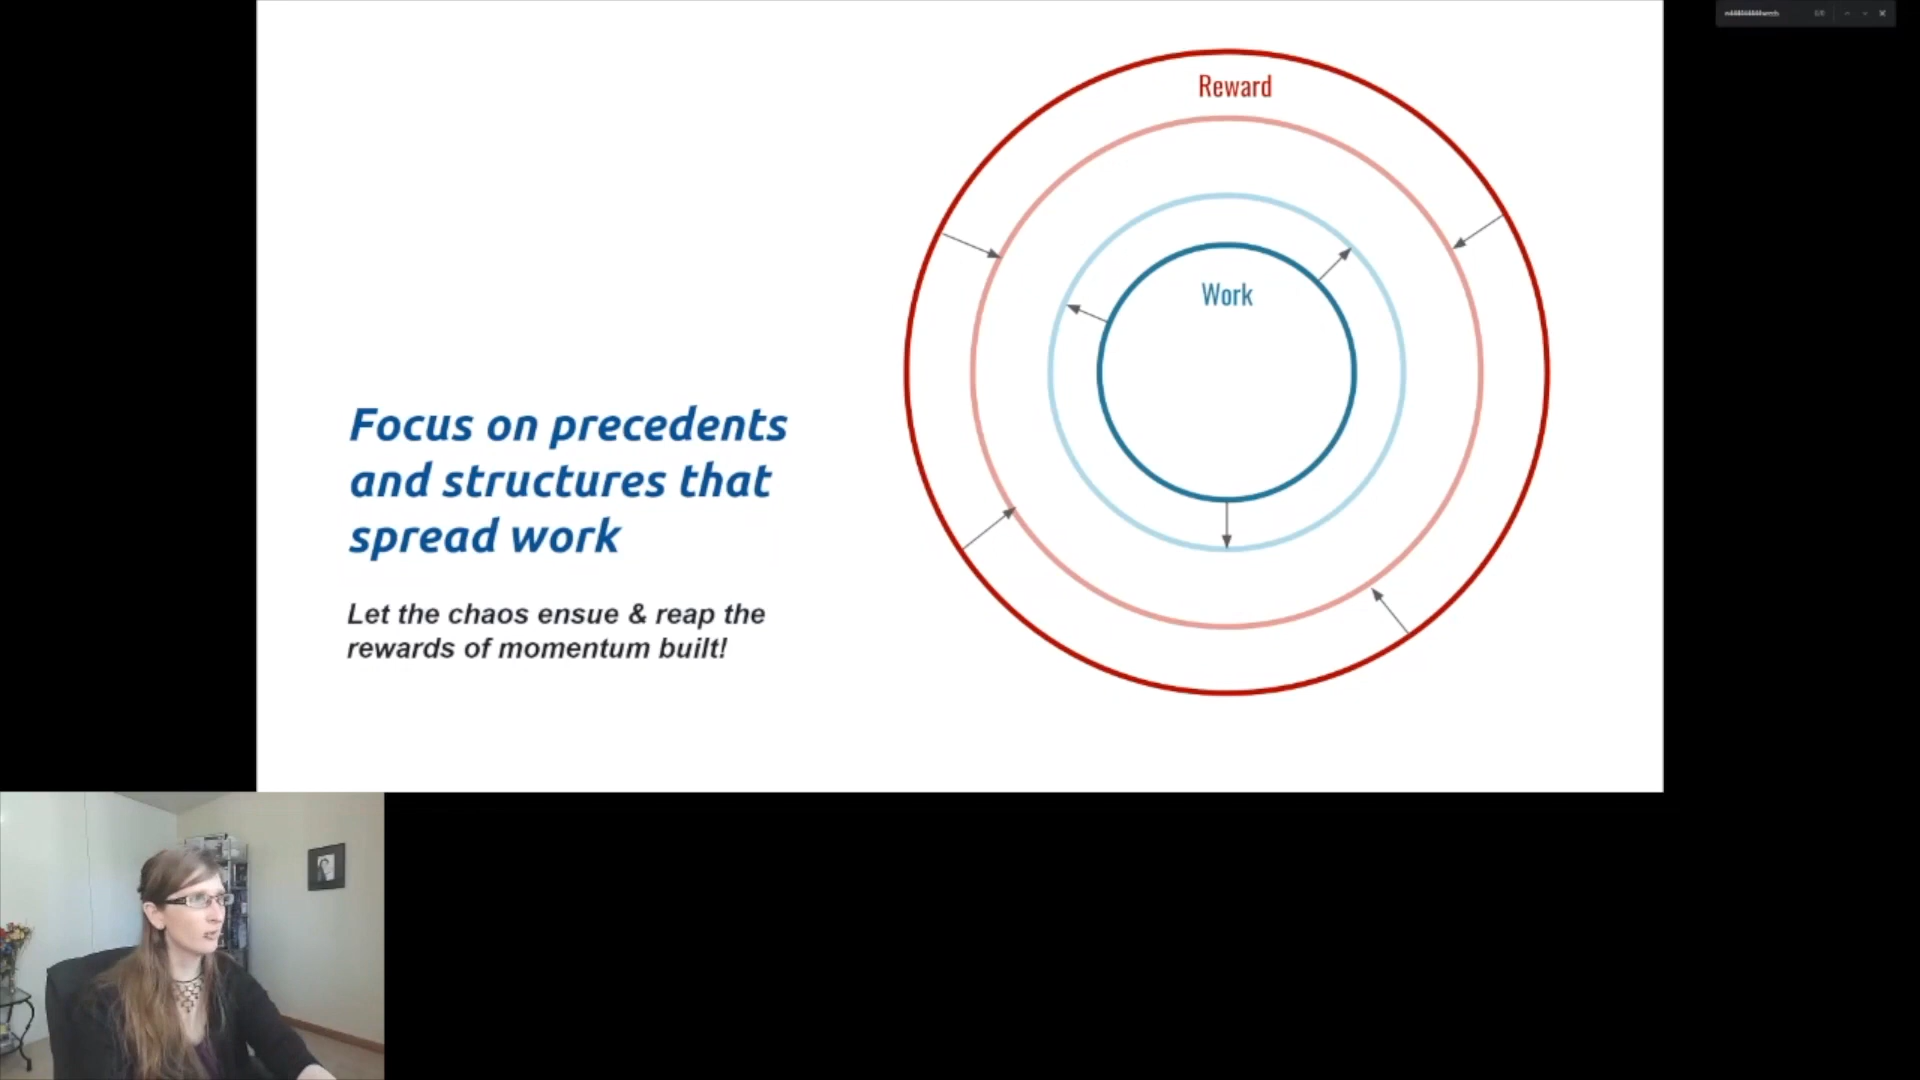 Reward
Work
Focus on precedents
and structures that
spread work
Let the chaos ensue & reap the
rewards of momentum built!